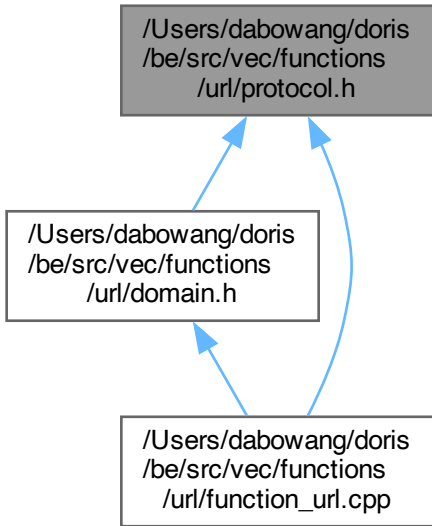 /Users/dabowang/doris
/be/src/vec/functions
/url/protocol.h
/Users/dabowang/doris
/be/src/vec/functions
/url/domain.h
/Users/dabowang/doris
/be/src/vec/functions
/url/function_url.cpp